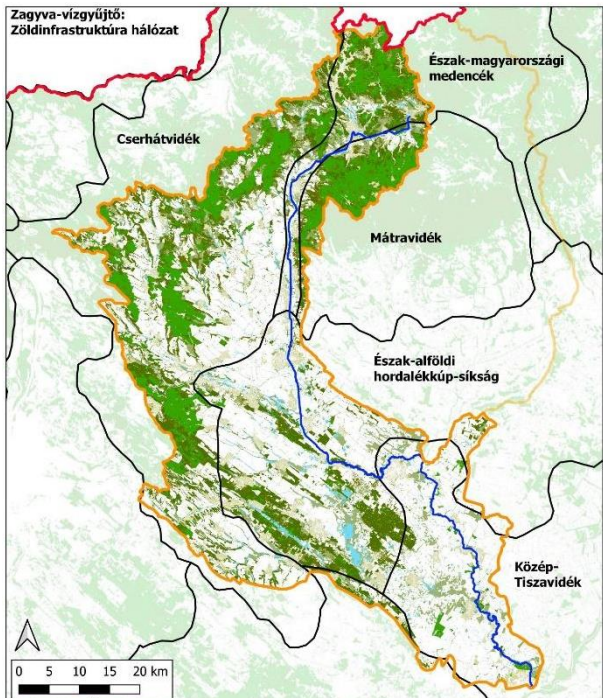 Zagyva-vízgyűjtő:
Zöldinfrastruktúra hálózat
Észak-magyarországi
medencék
Cserhátvidék
Mátravidék
Észak-alföldi
hordalékkúp-síkság
Közép-
Tiszavidék
0 5 10 15 20 km